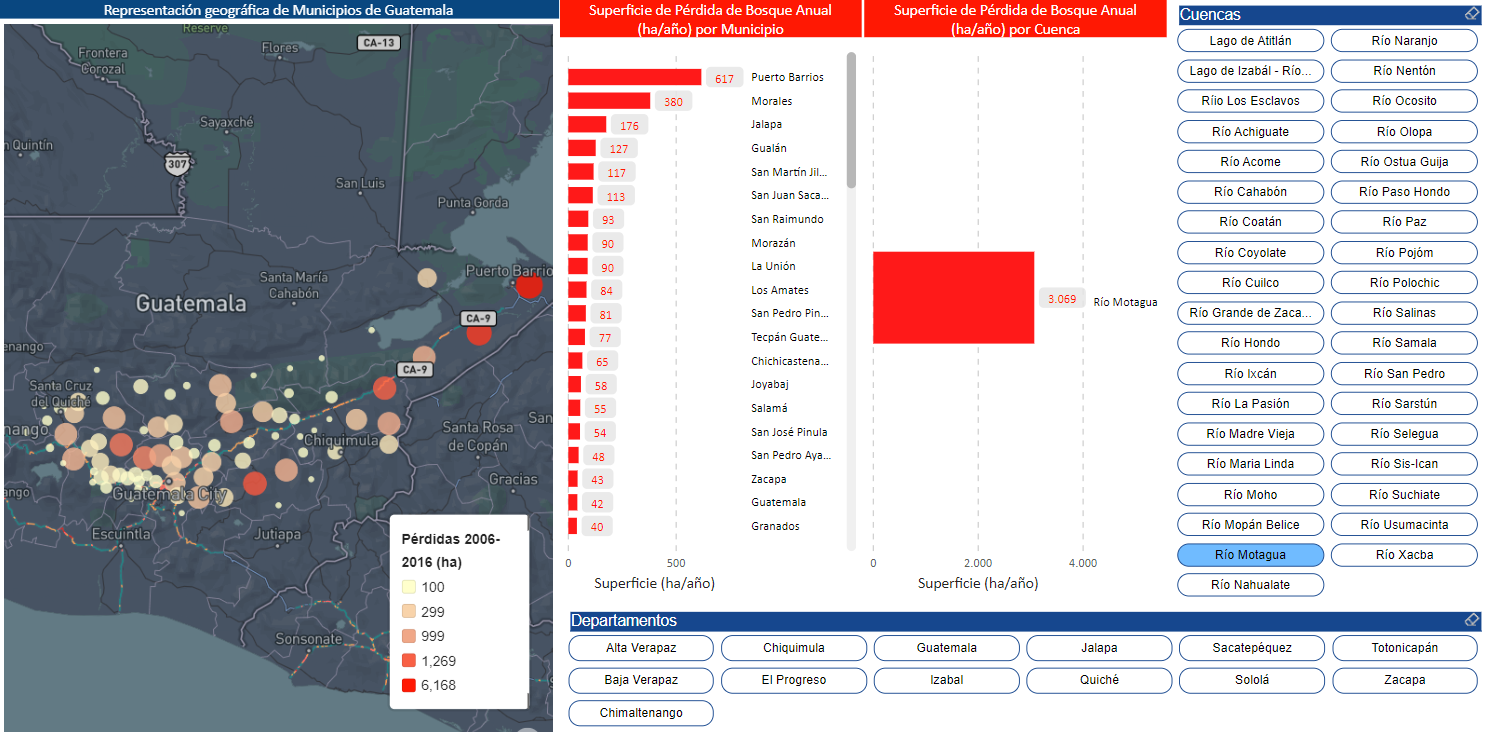 Representación geográfica de Municipios de Guatemala
Reserve
Flores
CA-13
Frontera
Corozal
Sayaxché
n Quintín
307
San Luis
Punta Gorda
Santa María
Cahabón
Puerto Barrio
Guatemala
CA-9
enango
CA-9
Santa Cruz
del Quiché
nango
Chiquimula
Santa Rosa
de Copán
San
Gracias
Guatemala City
ango
Escuintla
Jutiapa
Sonsonate
Pérdidas 2006-
2016 (ha)
100
299
999
1,269
6,168
Superficie de Pérdida de Bosque Anual
(ha/año) por Municipio
617 Puerto Barrios
380 Morales
176 Jalapa
127 Gualán
117 San Martín Jil...
113 San Juan Saca...
93 San Raimundo
90 Morazán
90 La Unión
84 Los Amates
81 San Pedro Pin...
77 Tecpán Guate...
65 Chichicastena...
58 Joyabaj
55 Salamá
54 San José Pinula
48 San Pedro Aya...
43 Zacapa
42 Guatemala
40 Granados
0 500
Superficie (ha/año)
Superficie de Pérdida de Bosque Anual
(ha/año) por Cuenca
3.069 Río Motagua
0 2.000 4.000
Superficie (ha/año)
Cuencas
Lago de Atitlán Río Naranjo
Lago de Izabál - Río... Río Nentón
Riío Los Esclavos Río Ocosito
Río Achiguate Río Olopa
Río Acome Río Ostua Guija
Río Cahabón Río Paso Hondo
Río Coatán Río Paz
Río Coyolate Río Pojóm
Río Cuilco Río Polochic
Río Grande de Zaca... Río Salinas
Río Hondo Río Samala
Río Ixcán Río San Pedro
Río La Pasión Río Sarstún
Río Madre Vieja Río Selegua
Río Maria Linda Río Sis-Ican
Río Moho Río Suchiate
Río Mopán Belice Río Usumacinta
Río Motagua Río Xacba
Río Nahualate
Departamentos
Alta Verapaz Chiquimula Guatemala Jalapa Sacatepéquez Totonicapán
Baja Verapaz El Progreso Izabal Quiché Sololá Zacapa
Chimaltenango